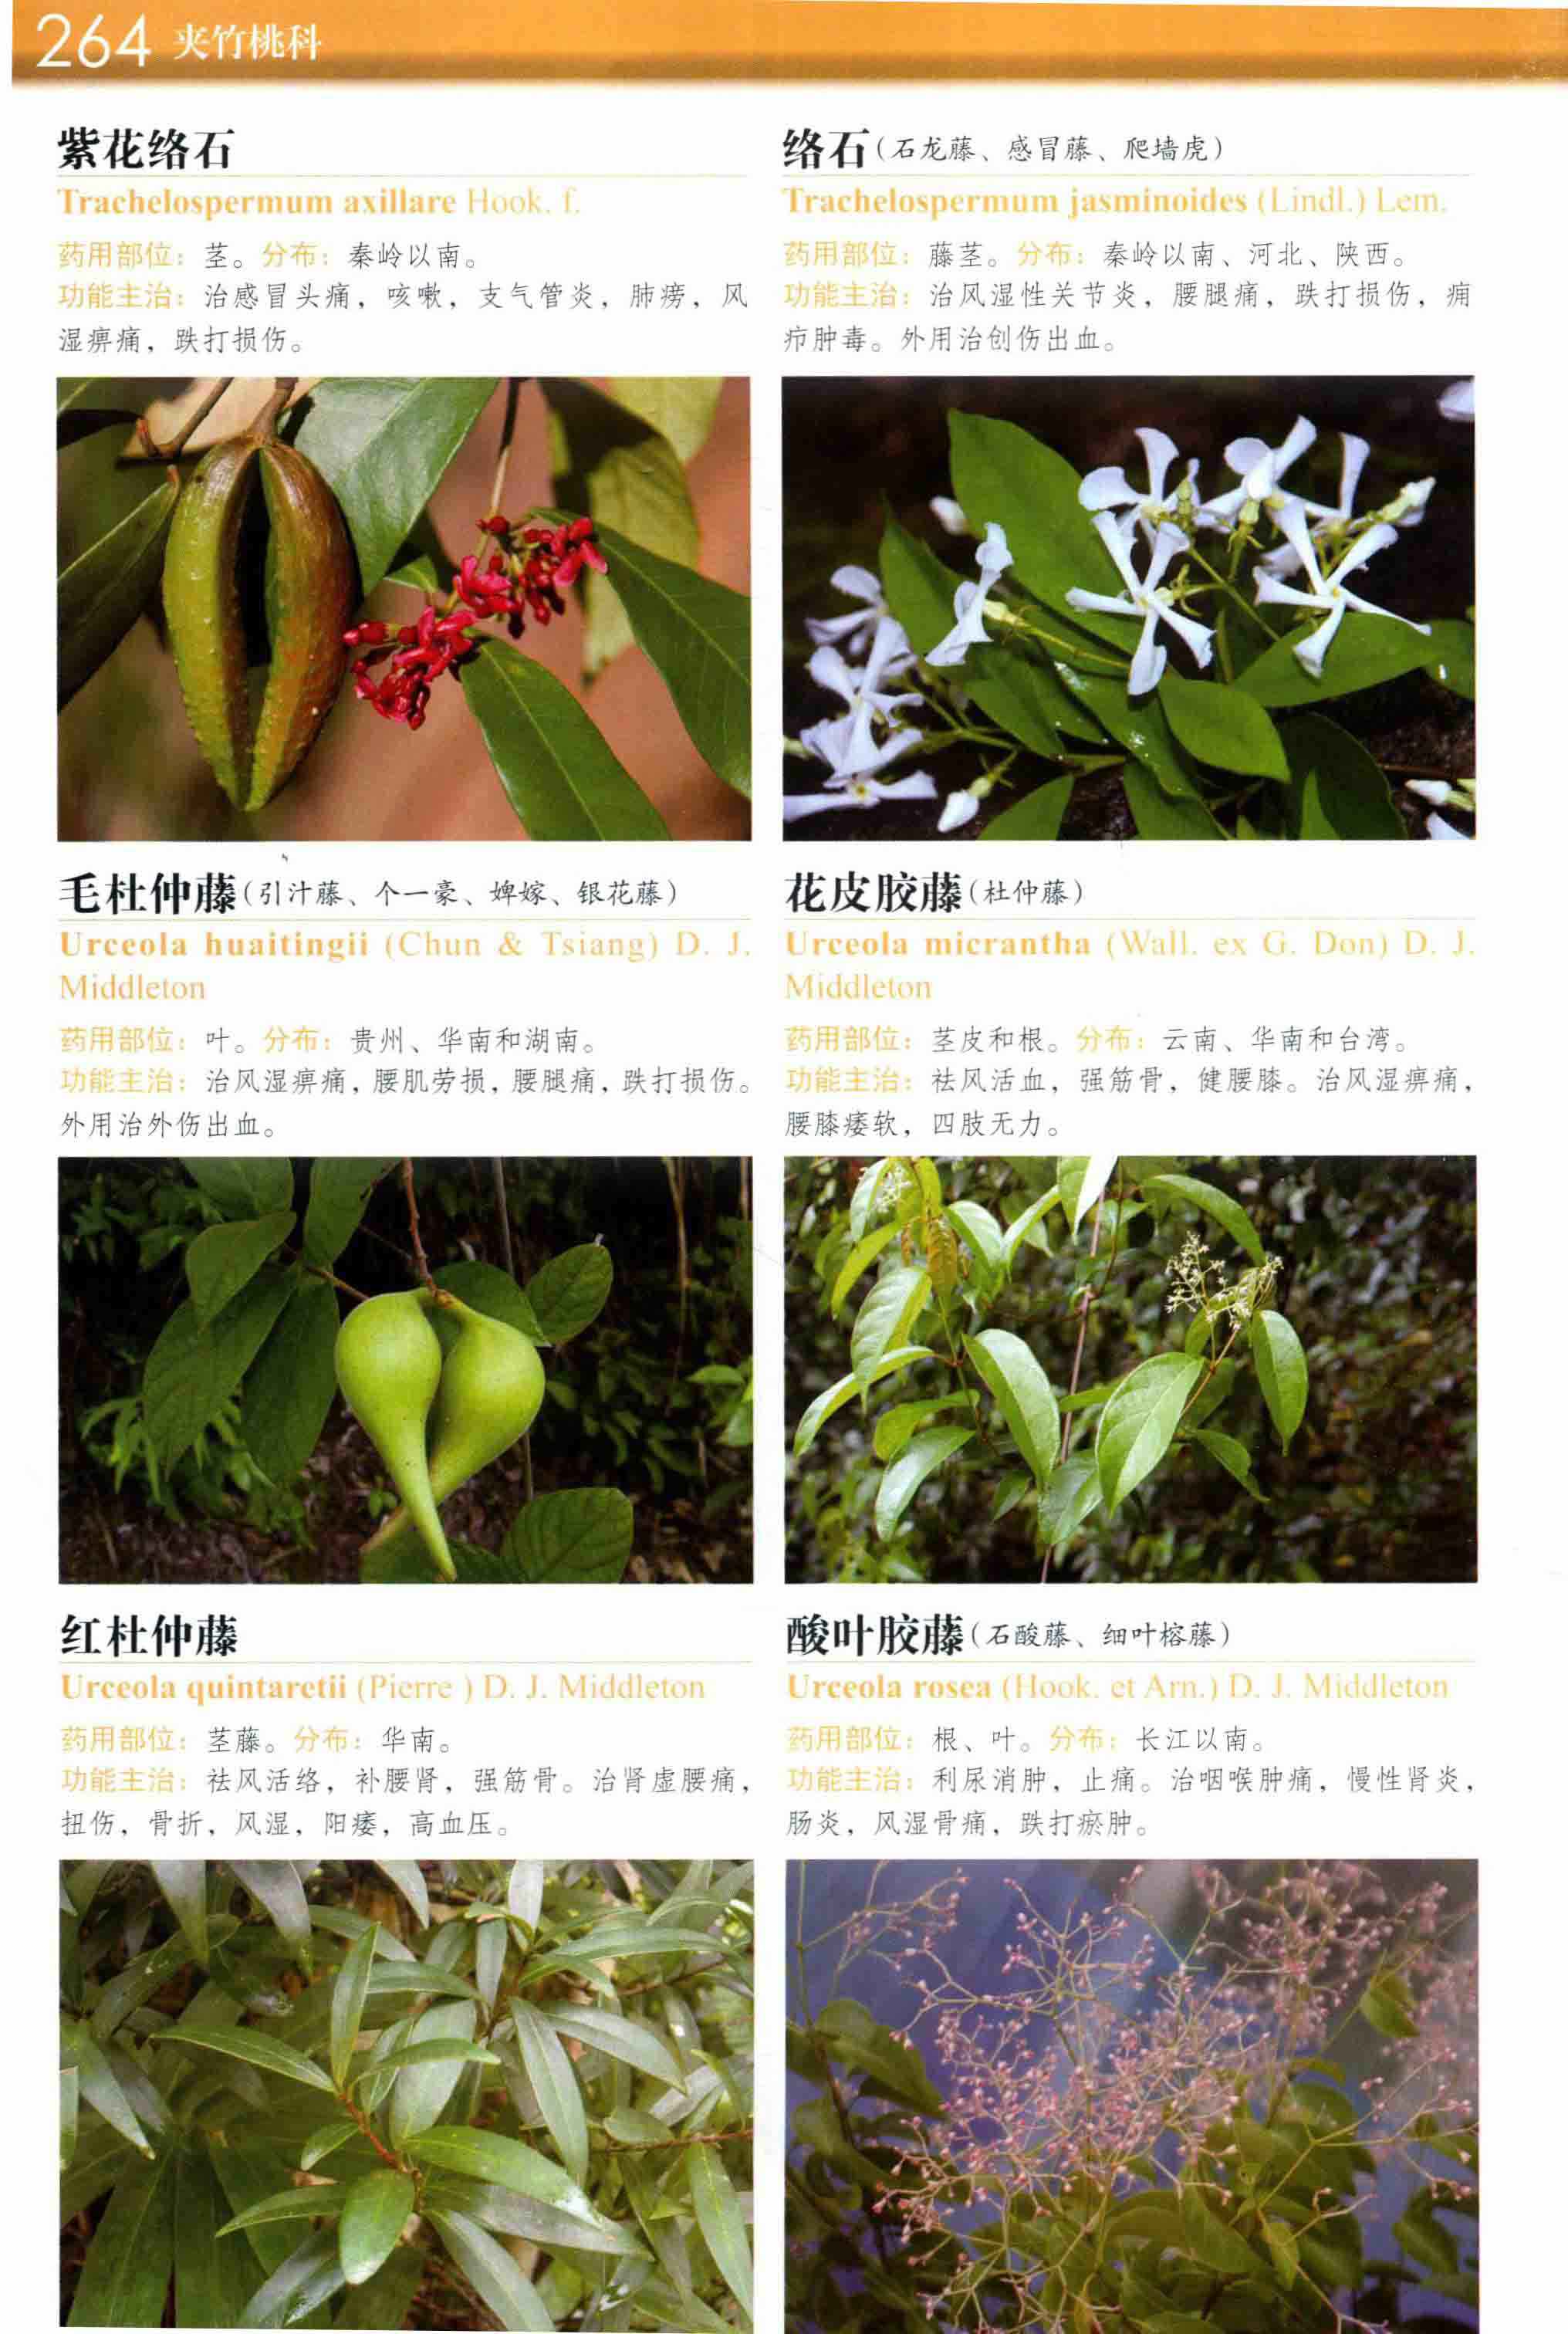 264 夹竹桃科
紫花络石
Trachelospermum axillare Hook. f.
药用部位：茎。分布：秦岭以南。
功能主治：治感冒头痛，咳嗽，支气管炎，肺痨，风
湿痹痛，跌打损伤。
络石（石龙藤、感冒藤、爬墙虎）
Trachelospermum jasminoides (Lindl.) Lem.
药用部位：藤茎。分布：秦岭以南、河北、陕西。
功能主治：治风湿性关节炎，腰腿痛，跌打损伤，痈
疖肿毒。外用治创伤出血。
毛杜仲藤（引汁藤、个一豪、婢嫁、银花藤）
Urceola huaitingii (Chun & Tsiang) D. J.
Middleton
药用部位：叶。分布：贵州、华南和湖南。
功能主治：治风湿痹痛，腰肌劳损，腰腿痛，跌打损伤。
外用治外伤出血。
花皮胶藤（杜仲藤）
Urceola micrantha (Wall. ex G. Don) D. J.
Middleton
药用部位：茎皮和根。分布：云南、华南和台湾。
功能主治：祛风活血，强筋骨，健腰膝。治风湿痹痛，
腰膝痿软，四肢无力。
红杜仲藤
Urceola quintaretii (Pierre ) D. J. Middleton
药用部位：茎藤。分布：华南。
功能主治：祛风活络，补腰肾，强筋骨。治肾虚腰痛，
扭伤，骨折，风湿，阳痿，高血压。
酸叶胶藤（石酸藤、细叶榕藤）
Urceola rosea (Hook. et Arn.) D. J. Middleton
药用部位：根、叶。分布：长江以南。
功能主治：利尿消肿，止痛。治咽喉肿痛，慢性肾炎，
肠炎，风湿骨痛，跌打瘀肿。